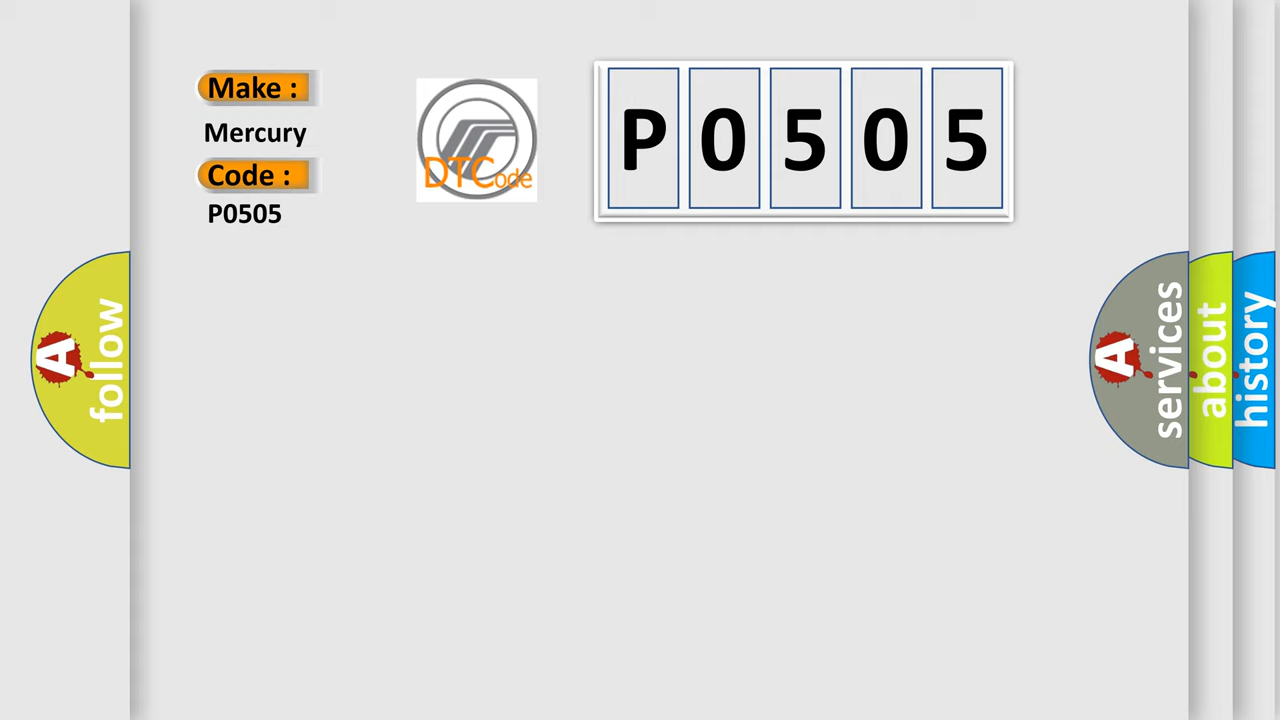 Make :
Mercury
Code :
P0505
DTCode
P0505
A
follow
A
services
about
history